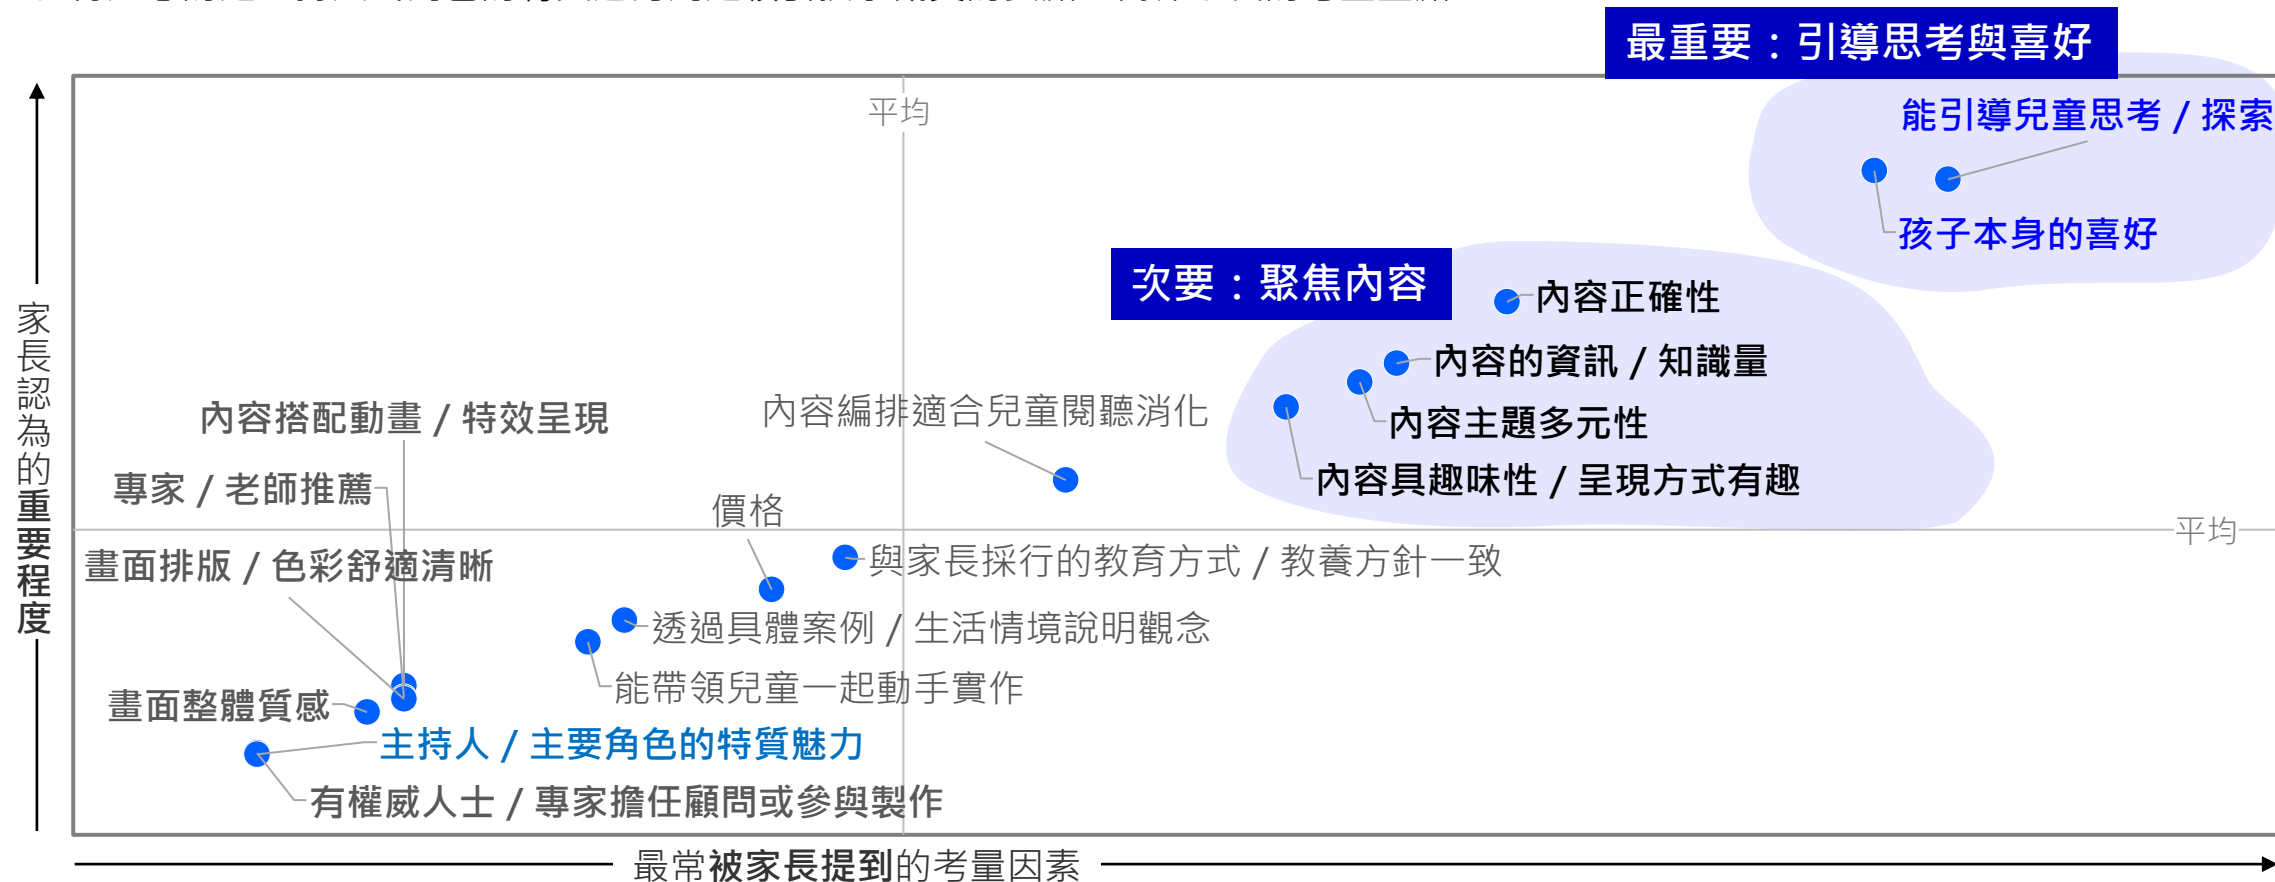 最重要：引導思考與喜好
平均
能引導兒童思考 / 探索
孩子本身的喜好
次要：聚焦內容
內容正確性
內容的資訊 / 知識量
內容主題多元性
內容具趣味性 / 呈現方式有趣
內容編排適合兒童閱聽消化
內容搭配動畫 / 特效呈現
專家 / 老師推薦
價格
平均
與家長採行的教育方式 / 教養方針一致
畫面排版 / 色彩舒適清晰
透過具體案例 / 生活情境說明觀念
能帶領兒童一起動手實作
畫面整體質感
主持人 / 主要角色的特質魅力
有權威人士 / 專家擔任顧問或參與製作
家長認為的重要程度
最常被家長提到的考量因素